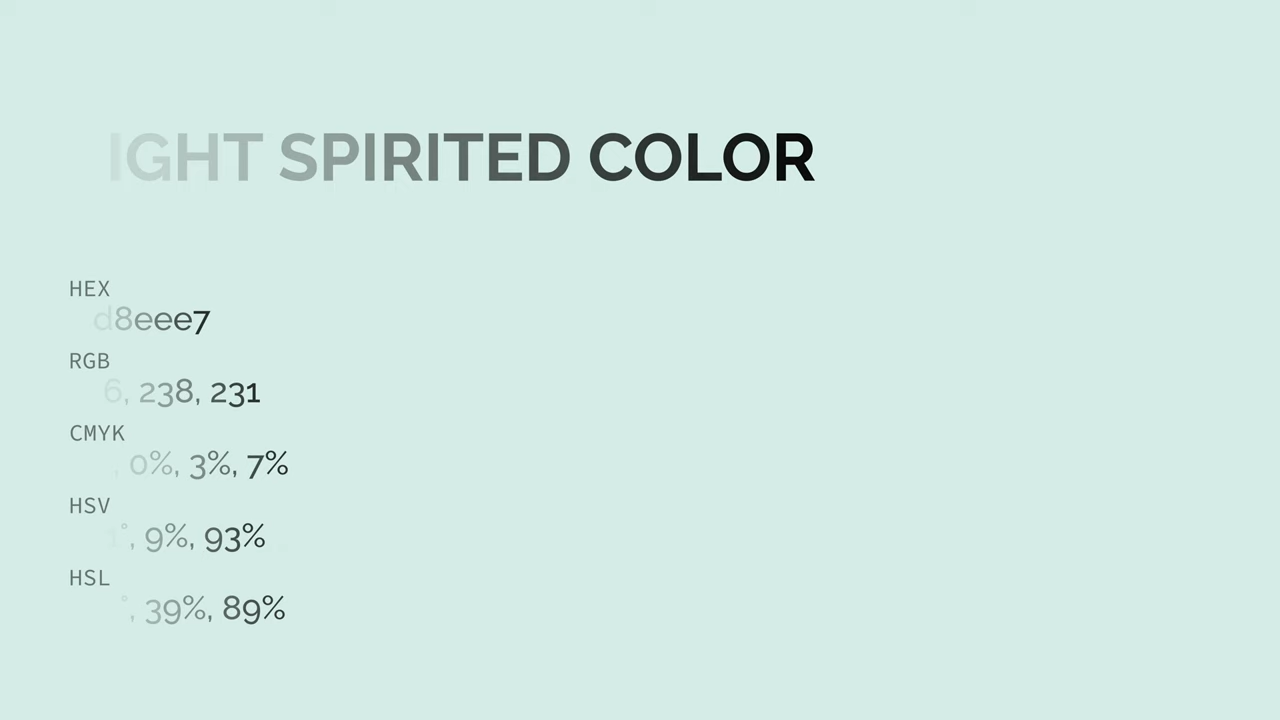 IGHT SPIRITED COLOR
HEX
d8eee7
RGB
6, 238, 231
CMYK
, 0%, 3%, 7%
HSV
1°, 9%, 93%
HSL
°, 39%, 89%